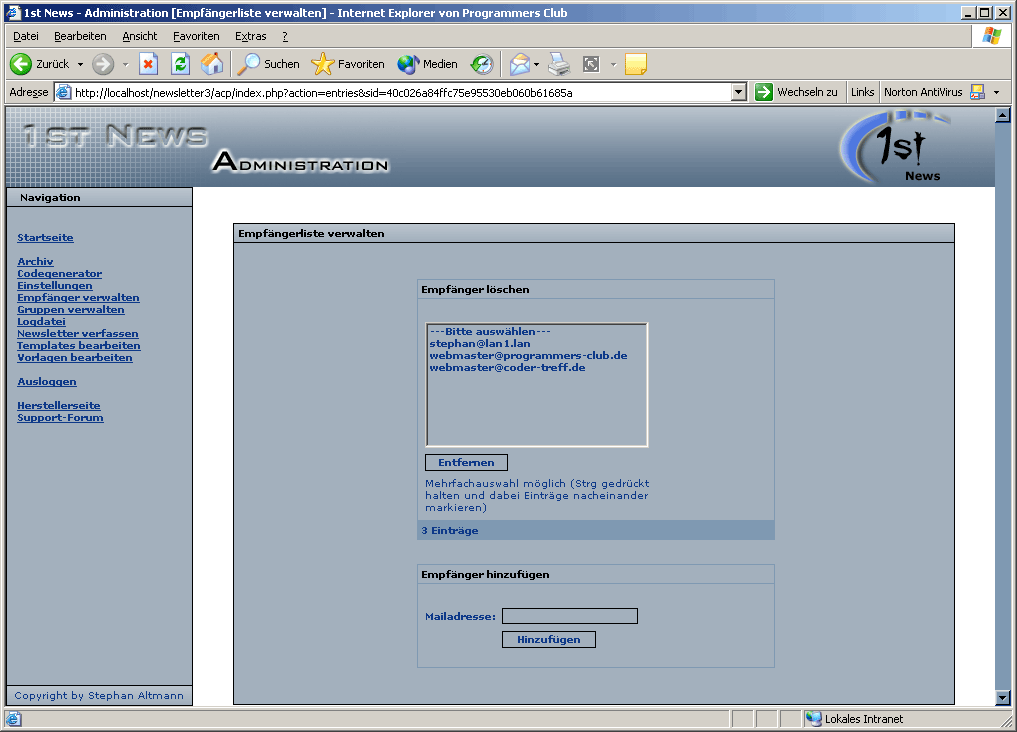 1st News - Administration [Empfängerliste verwalten] - Internet Explorer von Programmers Club
Datei Bearbeiten Ansicht Favoriten Extras ?
Zurück Suchen Favoriten Medien
Adresse http://localhost/newsletter3/acp/index.php?action=entries&sid=40c026a84ffc75e95530eb060b61685a Wechseln zu Links Norton AntiVirus
1st News
Administration
1st
News
Navigation
Startseite
Archiv
Codegenerator
Einstellungen
Empfänger verwalten
Gruppen verwalten
Logdatei
Newsletter verfassen
Templates bearbeiten
Vorlagen bearbeiten
Ausloggen
Herstellerseite
Support-Forum
Copyright by Stephan Altmann
Empfängerliste verwalten
Empfänger löschen
---Bitte auswählen---
stephan@lan1.lan
webmaster@programmers-club.de
webmaster@coder-treff.de
Entfernen
Mehrfachauswahl möglich (Strg gedrückt
halten und dabei Einträge nacheinander
markieren)
3 Einträge
Empfänger hinzufügen
Mailadresse:
Hinzufügen
Lokales Intranet